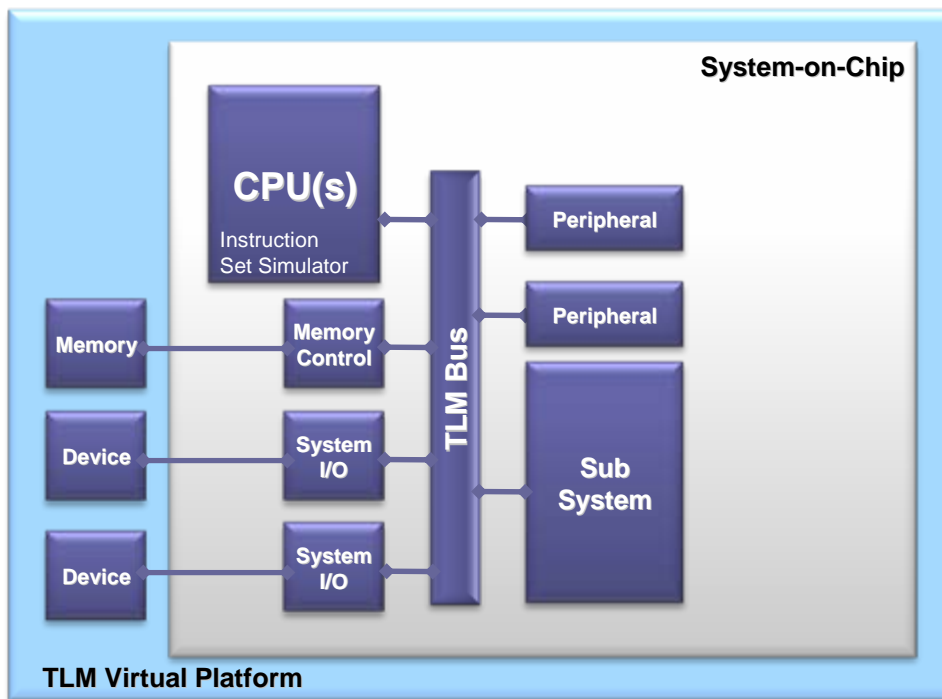 System-on-Chip
CPU(s)
Instruction
Set Simulator
Peripheral
Peripheral
Memory
Memory
Control
TLM Bus
Device
System
I/O
Sub
System
Device
System
I/O
TLM Virtual Platform